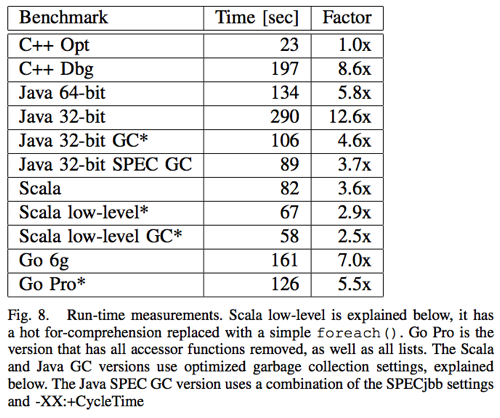 Benchmark Time [sec] Factor
C++ Opt 23 1.0x
C++ Dbg 197 8.6x
Java 64-bit 134 5.8x
Java 32-bit 290 12.6x
Java 32-bit GC* 106 4.6x
Java 32-bit SPEC GC 89 3.7x
Scala 82 3.6x
Scala low-level* 67 2.9x
Scala low-level GC* 58 2.5x
Go 6g 161 7.0x
Go Pro* 126 5.5x
Fig. 8. Run-time measurements. Scala low-level is explained below, it has
a hot for-comprehension replaced with a simple foreach(). Go Pro is the
version that has all accessor functions removed, as well as all lists. The Scala
and Java GC versions use optimized garbage collection settings, explained
below. The Java SPEC GC version uses a combination of the SPECjbb settings
and -XX:+CycleTime